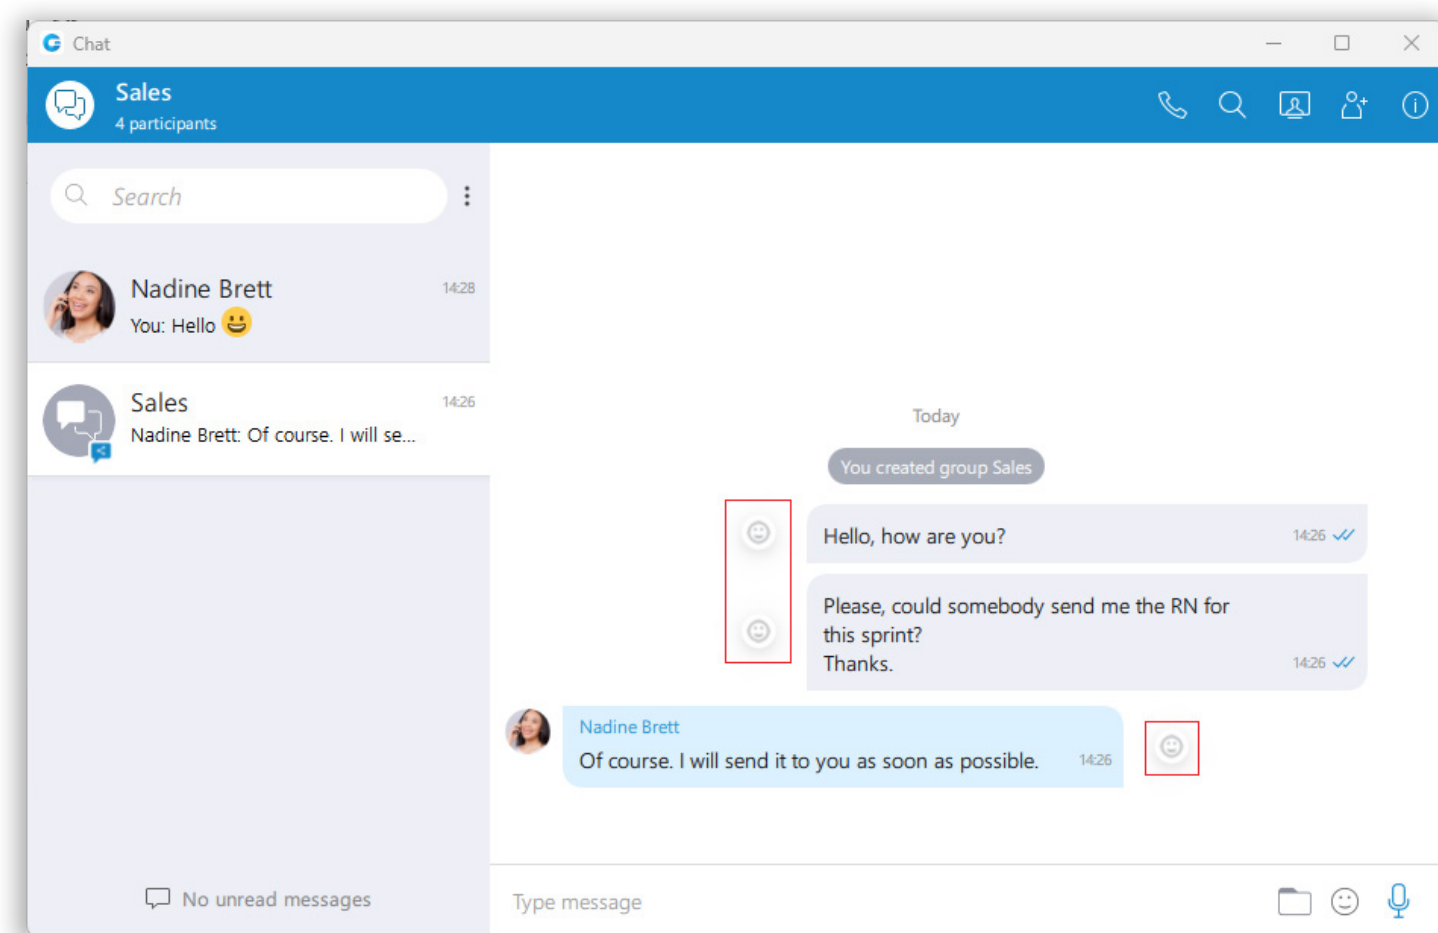 Chat
Sales
4 participants
Search
Nadine Brett
14:28
You: Hello 😀
Sales
14:26
Nadine Brett: Of course. I will se...
No unread messages
Today
You created group Sales
Hello, how are you?
14:26
Please, could somebody send me the RN for
this sprint?
Thanks.
14:26
Nadine Brett
Of course. I will send it to you as soon as possible.
14:26
Type message